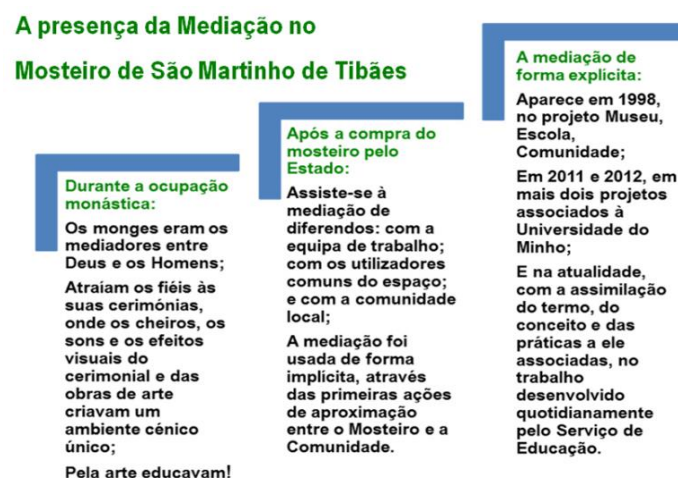 A presença da Mediação no
Mosteiro de São Martinho de Tibães
Durante a ocupação
monástica:
Os monges eram os
mediadores entre
Deus e os Homens;
Atraíam os fiéis às
suas cerimónias,
onde os cheiros, os
sons e os efeitos
visuais do
cerimonial e das
obras de arte
criavam um
ambiente cénico
único;
Pela arte educavam!
Após a compra do
mosteiro pelo
Estado:
Assiste-se à
mediação de
diferendos: com a
equipa de trabalho;
com os utilizadores
comuns do espaço;
e com a comunidade
local;
A mediação foi
usada de forma
implícita, através
das primeiras ações
de aproximação
entre o Mosteiro e a
Comunidade.
A mediação de
forma explícita:
Aparece em 1998,
no projeto Museu,
Escola,
Comunidade;
Em 2011 e 2012, em
mais dois projetos
associados à
Universidade do
Minho;
E na atualidade,
com a assimilação
do termo, do
conceito e das
práticas a ele
associadas, no
trabalho
desenvolvido
quotidianamente
pelo Serviço de
Educação.